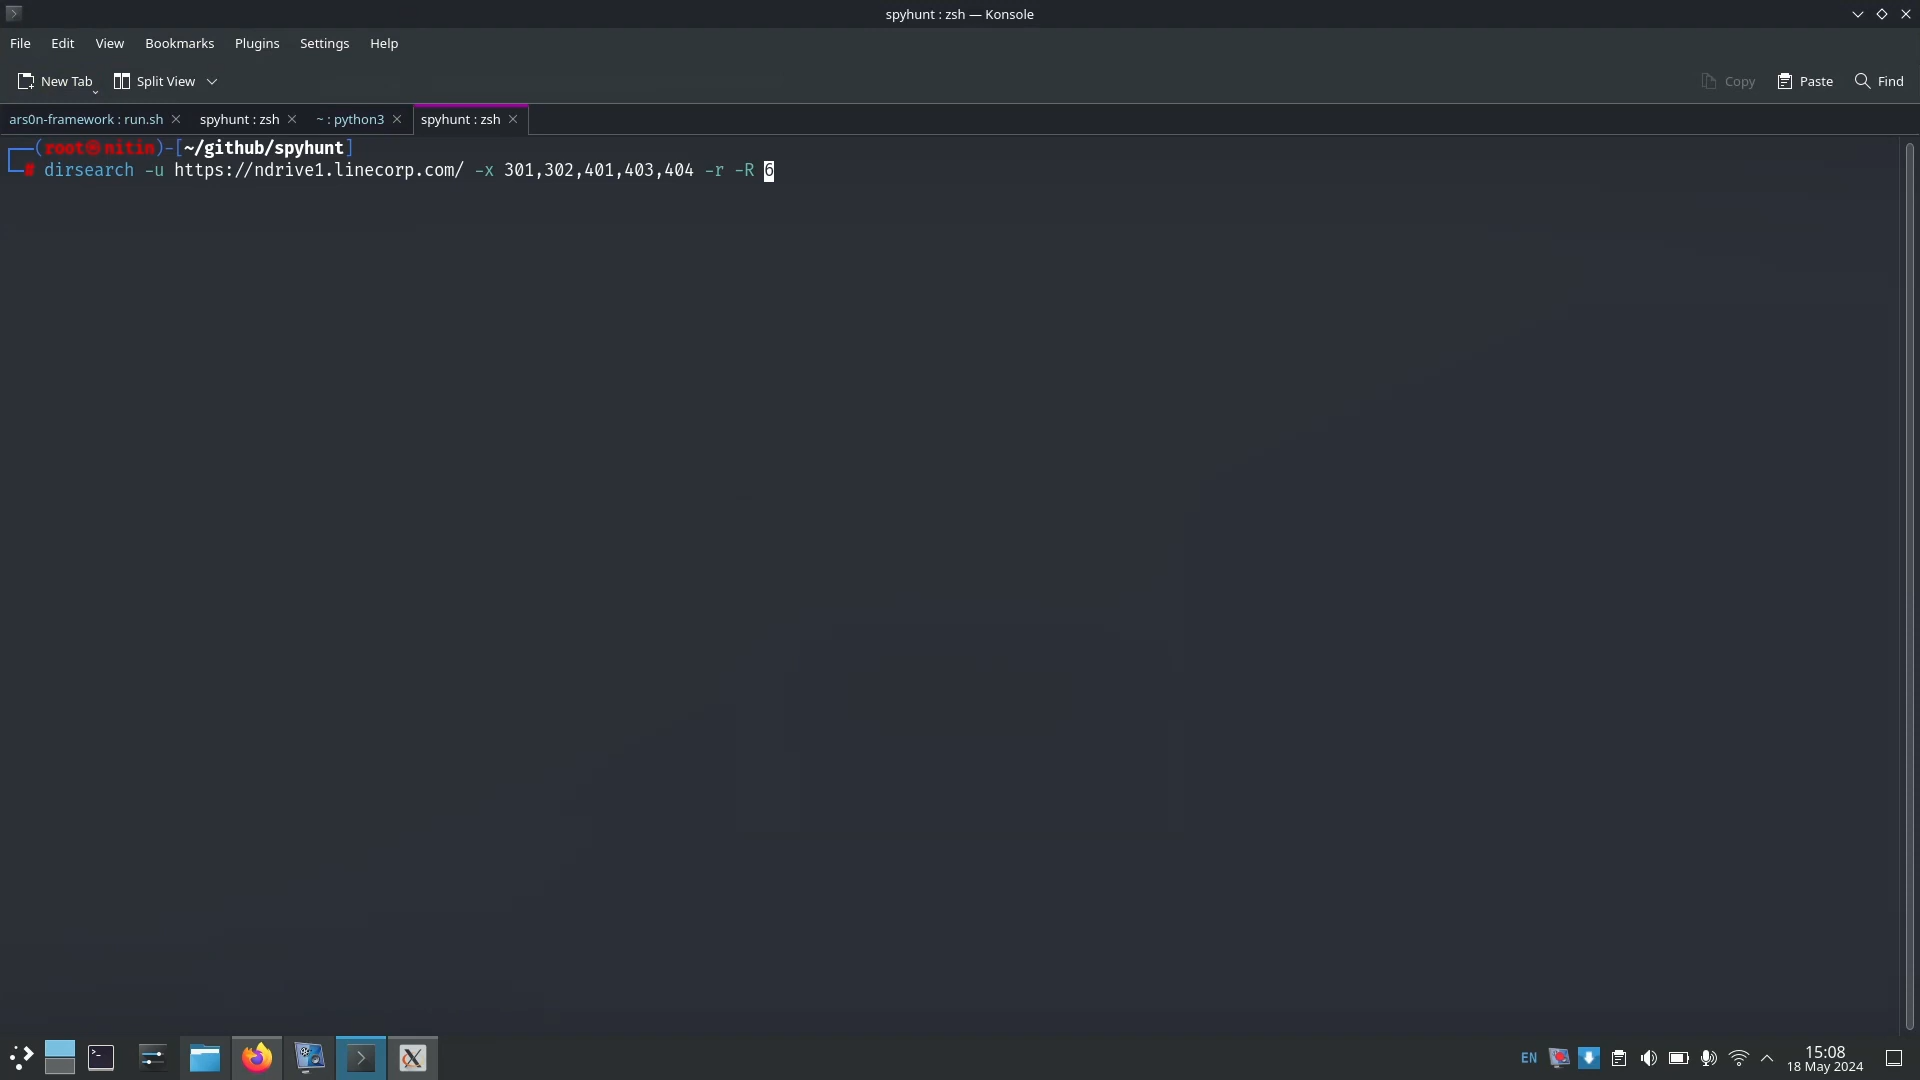 spyhunt : zsh — Konsole
File Edit View Bookmarks Plugins Settings Help
New Tab Split View Copy Paste Find
ars0n-framework : run.sh spyhunt : zsh ~ : python3 spyhunt : zsh
(root㉿nitin)-[~/github/spyhunt]
# dirsearch -u https://ndrive1.linecorp.com/ -x 301,302,401,403,404 -r -R 6
EN 15:08
18 May 2024